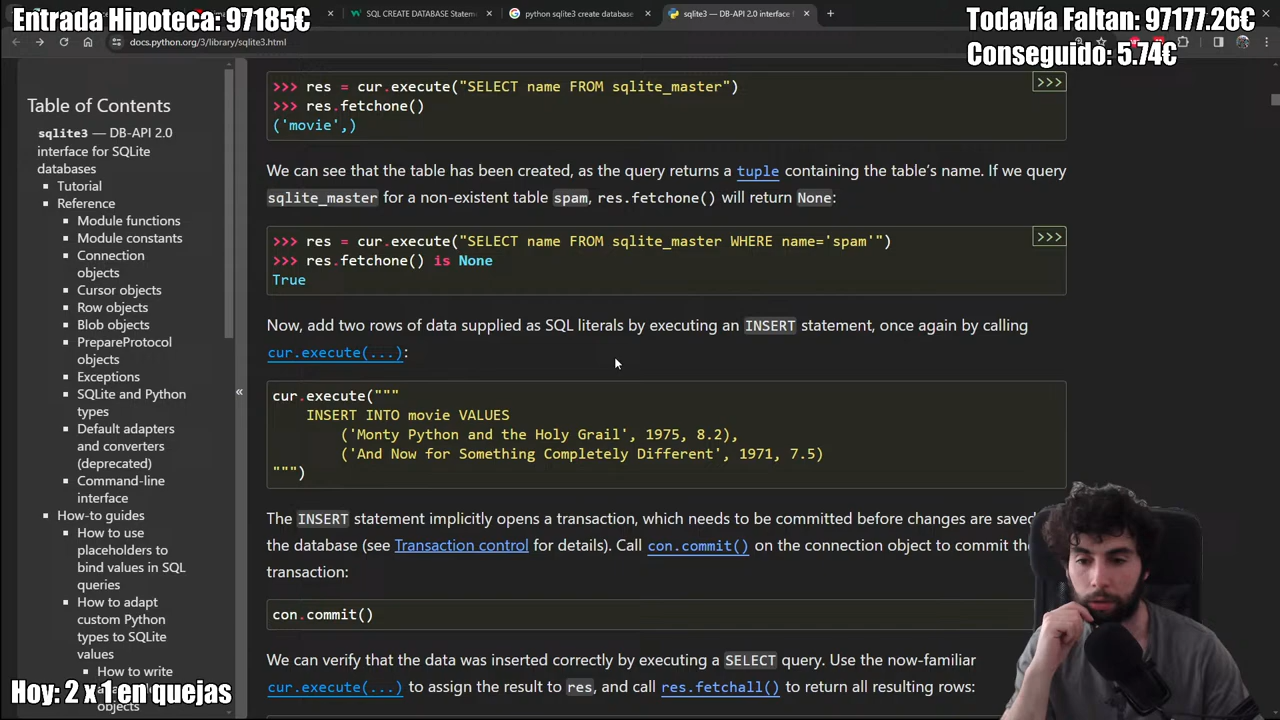 Entrada Hipoteca: 97185€
SQL CREATE DATABASE Statem
python sqlite3 create database
sqlite3 — DB-API 2.0 interface
Todavía Faltan: 97177.26€
Conseguido: 5.74€
docs.python.org/3/library/sqlite3.html
Table of Contents
sqlite3 — DB-API 2.0
interface for SQLite
databases
Tutorial
Reference
Module functions
Module constants
Connection
objects
Cursor objects
Row objects
Blob objects
PrepareProtocol
objects
Exceptions
SQLite and Python
types
Default adapters
and converters
(deprecated)
Command-line
interface
How-to guides
How to use
placeholders to
bind values in SQL
queries
How to adapt
custom Python
types to SQLite
values
How to write
objects
«
>>> res = cur.execute("SELECT name FROM sqlite_master")
>>> res.fetchone()
('movie',)
>>>
We can see that the table has been created, as the query returns a tuple containing the table's name. If we query
sqlite_master for a non-existent table spam, res.fetchone() will return None:
>>> res = cur.execute("SELECT name FROM sqlite_master WHERE name='spam'")
>>> res.fetchone() is None
True
>>>
Now, add two rows of data supplied as SQL literals by executing an INSERT statement, once again by calling
cur.execute(...):
cur.execute("""
INSERT INTO movie VALUES
('Monty Python and the Holy Grail', 1975, 8.2),
('And Now for Something Completely Different', 1971, 7.5)
""")
The INSERT statement implicitly opens a transaction, which needs to be committed before changes are saved
the database (see Transaction control for details). Call con.commit() on the connection object to commit the
transaction:
con.commit()
We can verify that the data was inserted correctly by executing a SELECT query. Use the now-familiar
cur.execute(...) to assign the result to res, and call res.fetchall() to return all resulting rows:
Hoy: 2 x 1 en quejas